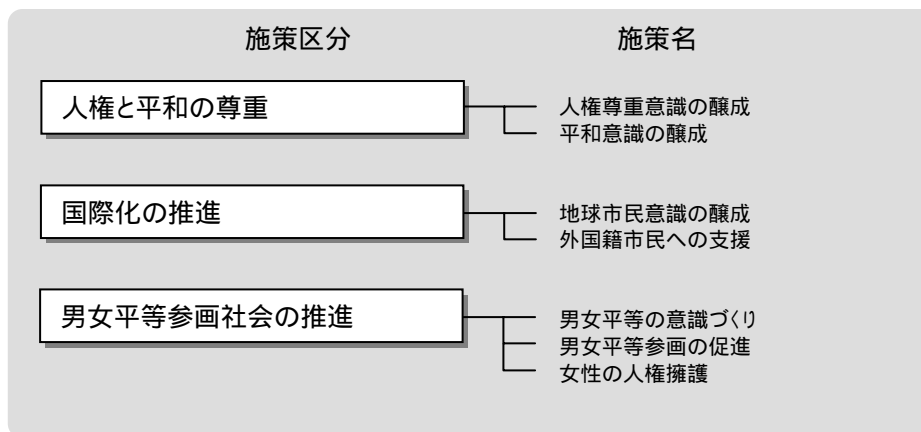 施策区分 施策名
人権と平和の尊重
人権尊重意識の醸成
平和意識の醸成
国際化の推進
地球市民意識の醸成
外国籍市民への支援
男女平等参画社会の推進
男女平等の意識づくり
男女平等参画の促進
女性の人権擁護